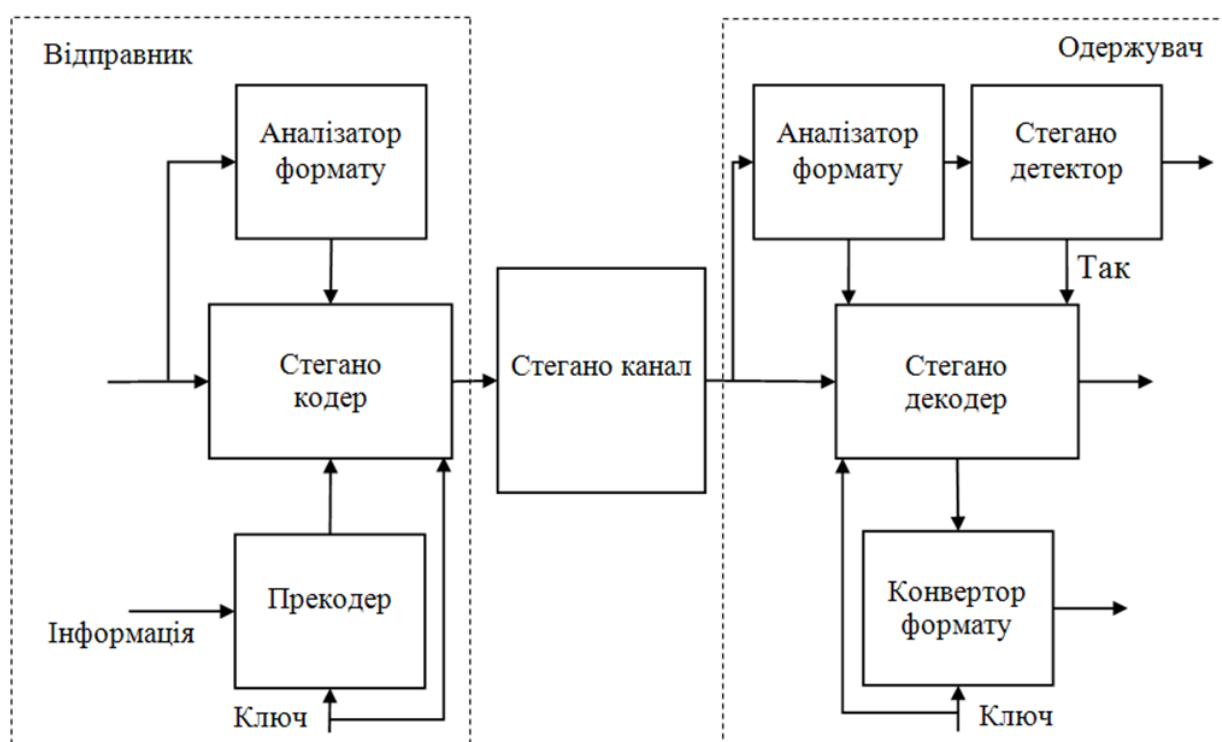 Відправник
Одержувач
Аналізатор
формату
Аналізатор
формату
Стегано
детектор
Так
Стегано
кодер
Стегано канал
Стегано
декодер
Прекодер
Інформація
Ключ
Конвертор
формату
Ключ